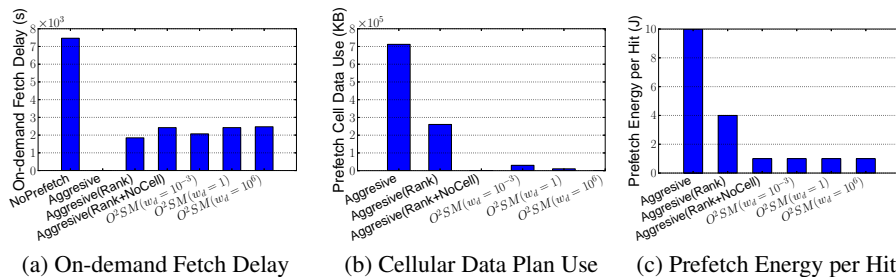 On-demand Fetch Delay (s)
×10³
8
7
6
5
4
3
2
1
0
NoPrefetch
Aggresive
Aggresive(Rank)
Aggresive(Rank+NoCell)
O²SM(w_d = 10⁻³)
O²SM(w_d = 1)
O²SM(w_d = 10⁶)
(a) On-demand Fetch Delay
Prefetch Cell Data Use (KB)
×10⁵
8
7
6
5
4
3
2
1
0
Aggresive
Aggresive(Rank)
Aggresive(Rank+NoCell)
O²SM(w_d = 10⁻³)
O²SM(w_d = 1)
O²SM(w_d = 10⁶)
(b) Cellular Data Plan Use
Prefetch Energy per Hit (J)
10
8
6
4
2
0
Aggresive
Aggresive(Rank)
Aggresive(Rank+NoCell)
O²SM(w_d = 10⁻³)
O²SM(w_d = 1)
O²SM(w_d = 10⁶)
(c) Prefetch Energy per Hit